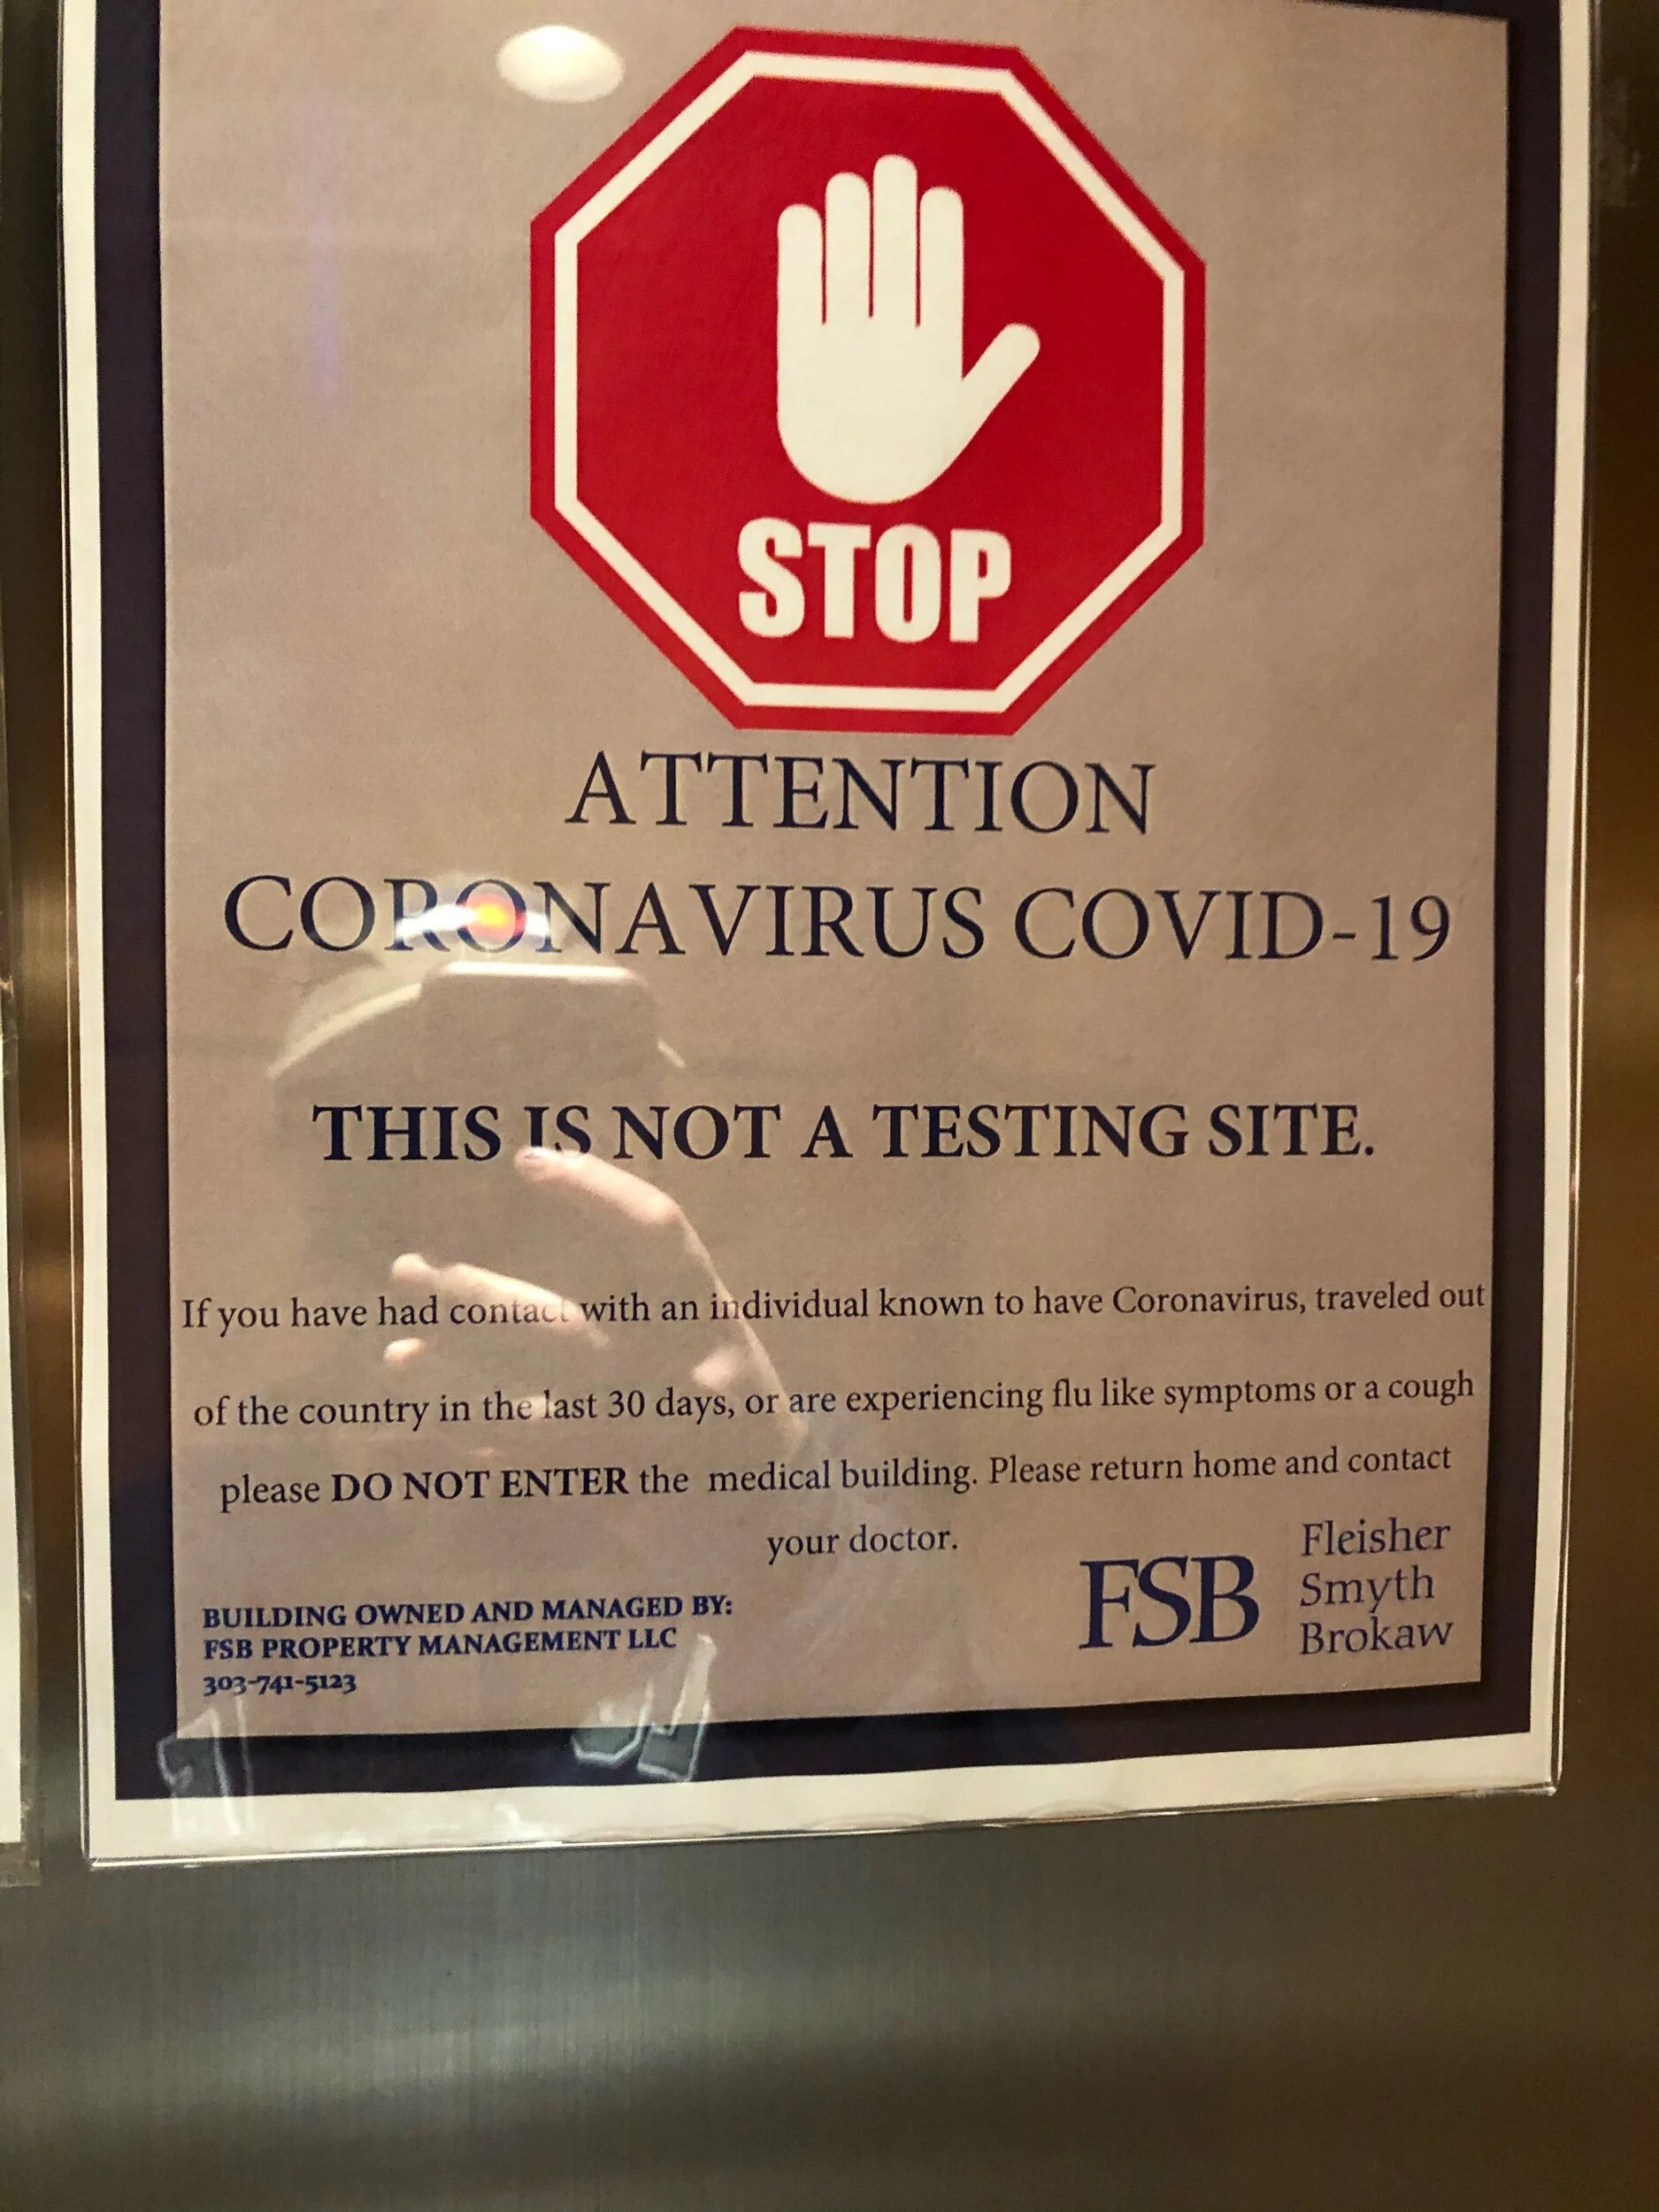 STOP
ATTENTION
CORONAVIRUS COVID-19
THIS IS NOT A TESTING SITE.
If you have had contact with an individual known to have Coronavirus, traveled out
of the country in the last 30 days, or are experiencing flu like symptoms or a cough
please DO NOT ENTER the medical building. Please return home and contact
your doctor.
BUILDING OWNED AND MANAGED BY:
FSB PROPERTY MANAGEMENT LLC
303-741-5123
FSB
Fleisher
Smyth
Brokaw